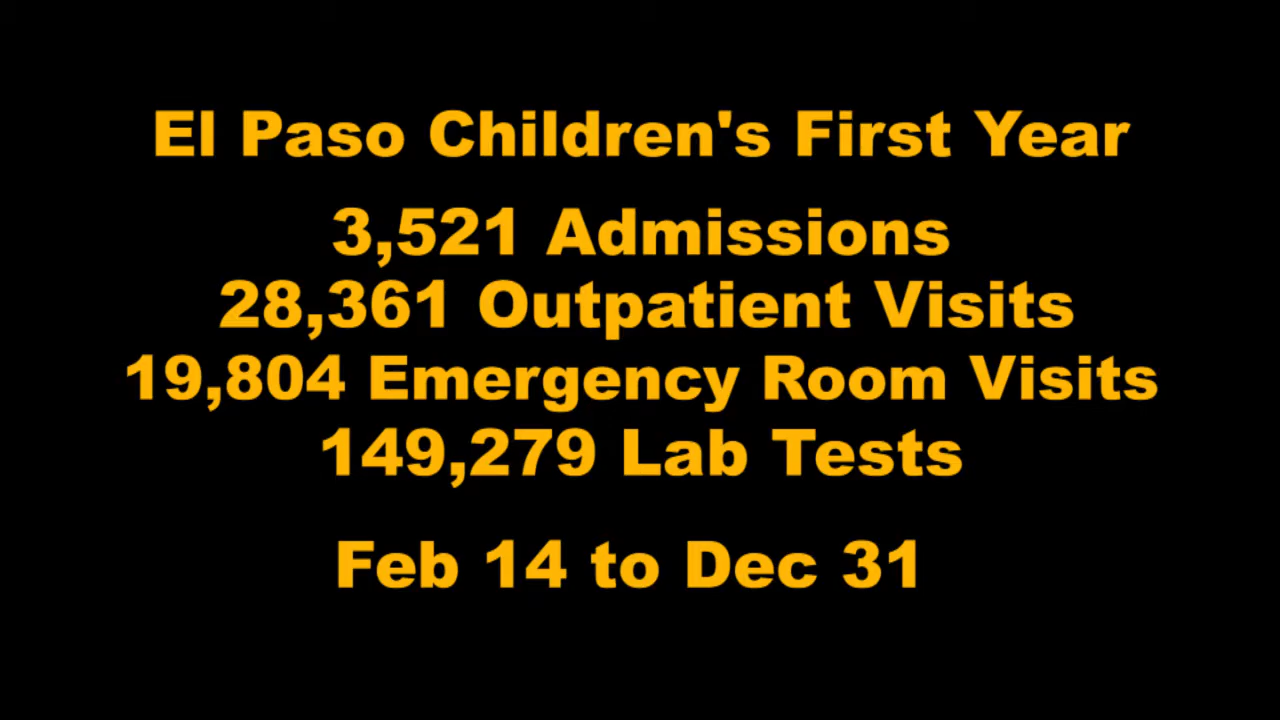 El Paso Children's First Year
3,521 Admissions
28,361 Outpatient Visits
19,804 Emergency Room Visits
149,279 Lab Tests
Feb 14 to Dec 31